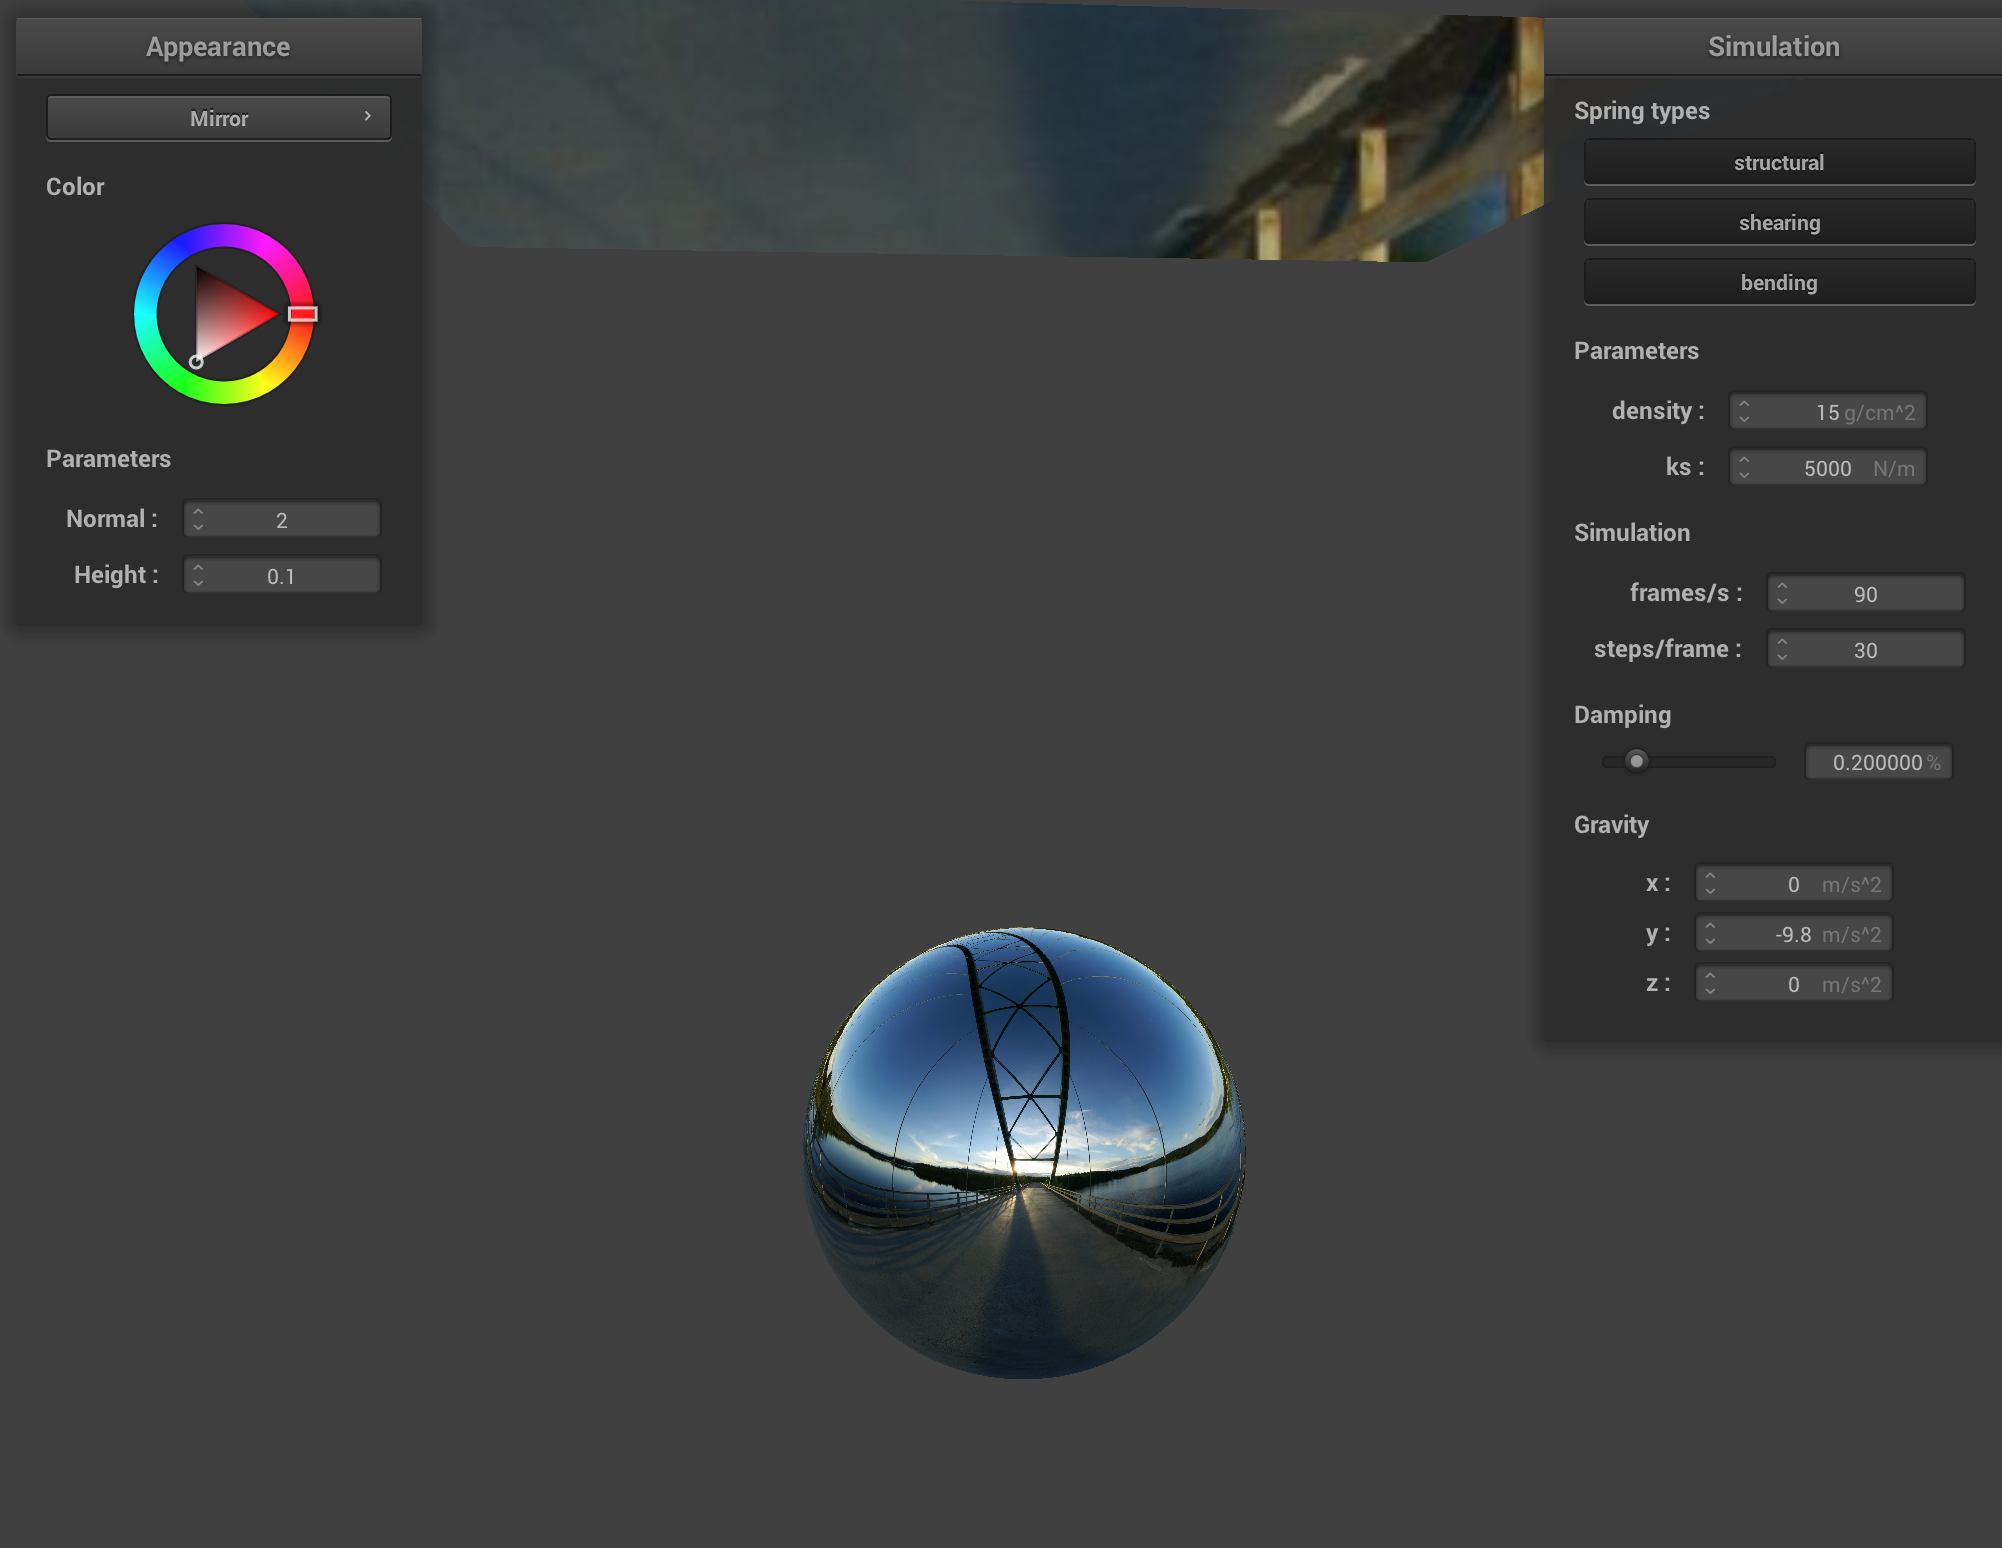 Appearance
Mirror
Color
Parameters
Normal : 2
Height : 0.1
Simulation
Spring types
structural
shearing
bending
Parameters
density : 15 g/cm^2
ks : 5000 N/m
Simulation
frames/s : 90
steps/frame : 30
Damping
0.200000 %
Gravity
x : 0 m/s^2
y : -9.8 m/s^2
z : 0 m/s^2